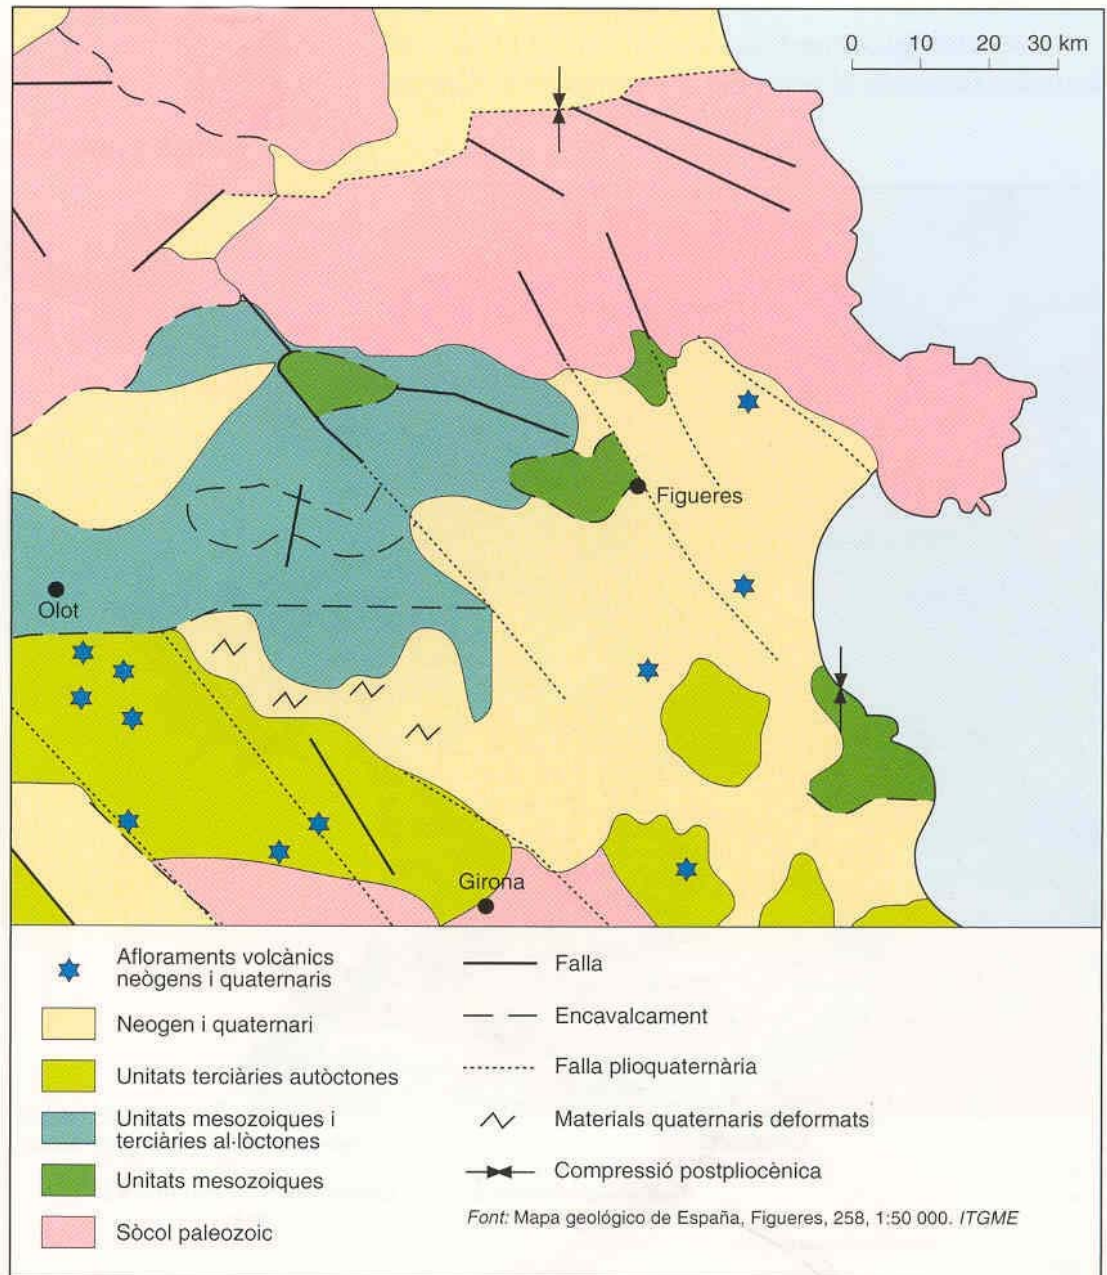 0 10 20 30 km
Figueres
Olot
Girona
Afloraments volcànics
neògens i quaternaris
Neogen i quaternari
Unitats terciàries autòctones
Unitats mesozoiques i
terciàries al·lòctones
Unitats mesozoiques
Sòcol paleozoic
Falla
Encavalcament
Falla plioquaternària
Materials quaternaris deformats
Compressió postpliocènica
Font: Mapa geológico de España, Figueres, 258, 1:50 000. ITGME